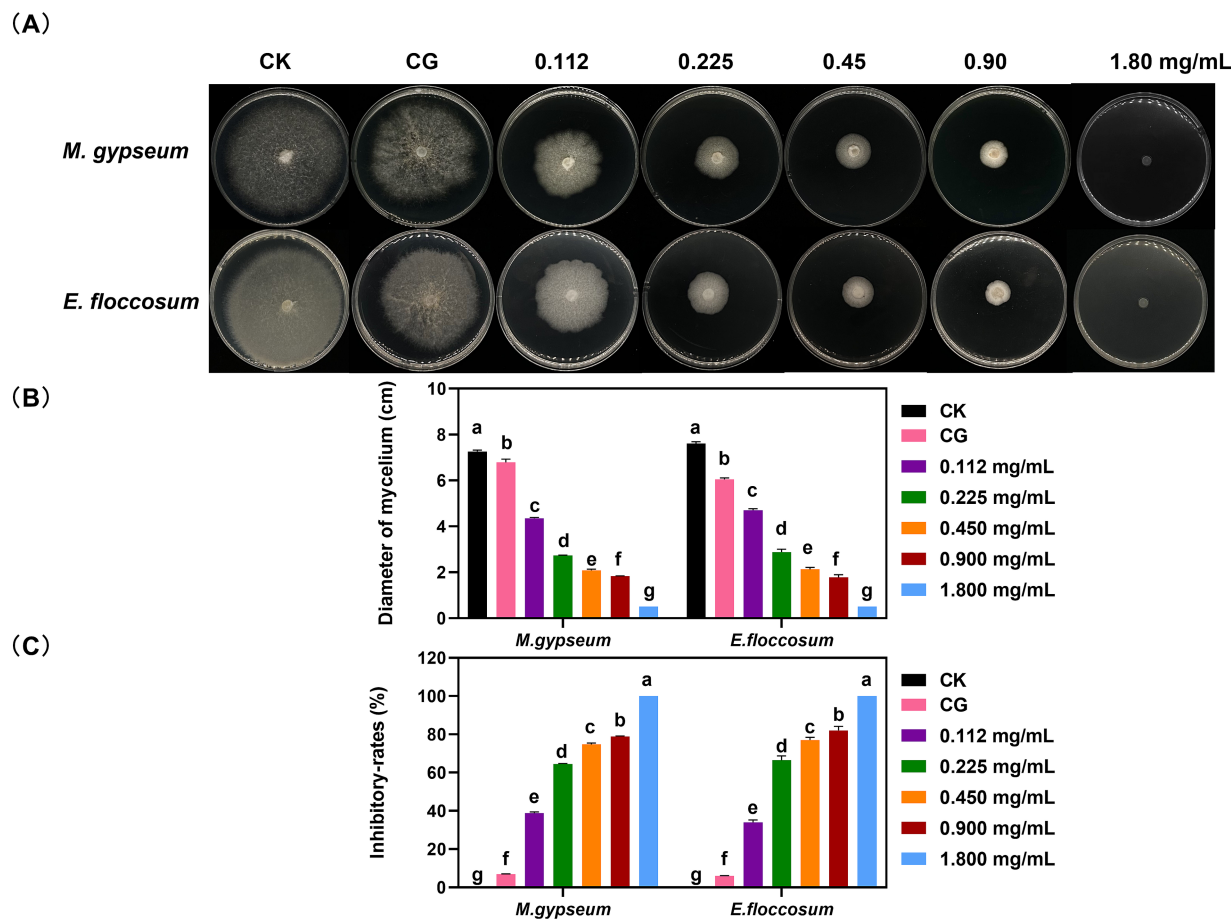 （A）
CK CG 0.112 0.225 0.45 0.90 1.80 mg/mL
M. gypseum
E. floccosum
（B）
Diameter of mycelium (cm)
10
8
6
4
2
0
a b c d e f g
a b c d e f g
M.gypseum E.floccosum
CK
CG
0.112 mg/mL
0.225 mg/mL
0.450 mg/mL
0.900 mg/mL
1.800 mg/mL
（C）
Inhibitory-rates (%)
120
100
80
60
40
20
0
g f e d c b a
g f e d c b a
M.gypseum E.floccosum
CK
CG
0.112 mg/mL
0.225 mg/mL
0.450 mg/mL
0.900 mg/mL
1.800 mg/mL